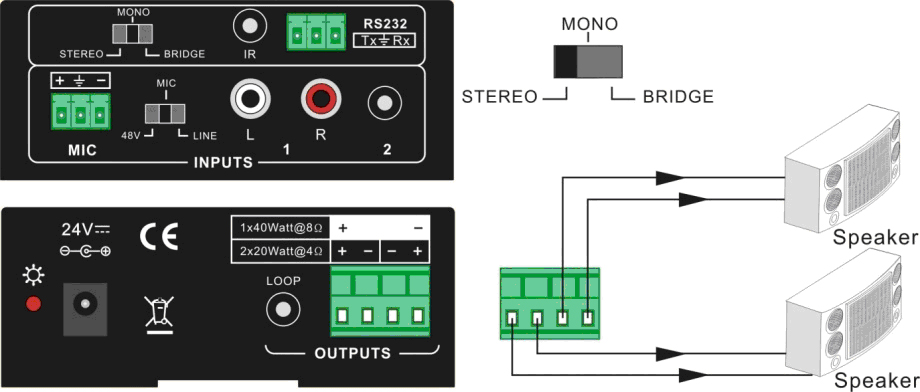 MONO
STEREO
BRIDGE
IR
RS232
Tx Rx
+ −
MIC
48V
LINE
MIC
L
R
1
2
INPUTS
MONO
STEREO
BRIDGE
24V
CE
1x40Watt@8Ω + −
2x20Watt@4Ω + − − +
LOOP
OUTPUTS
Speaker
Speaker